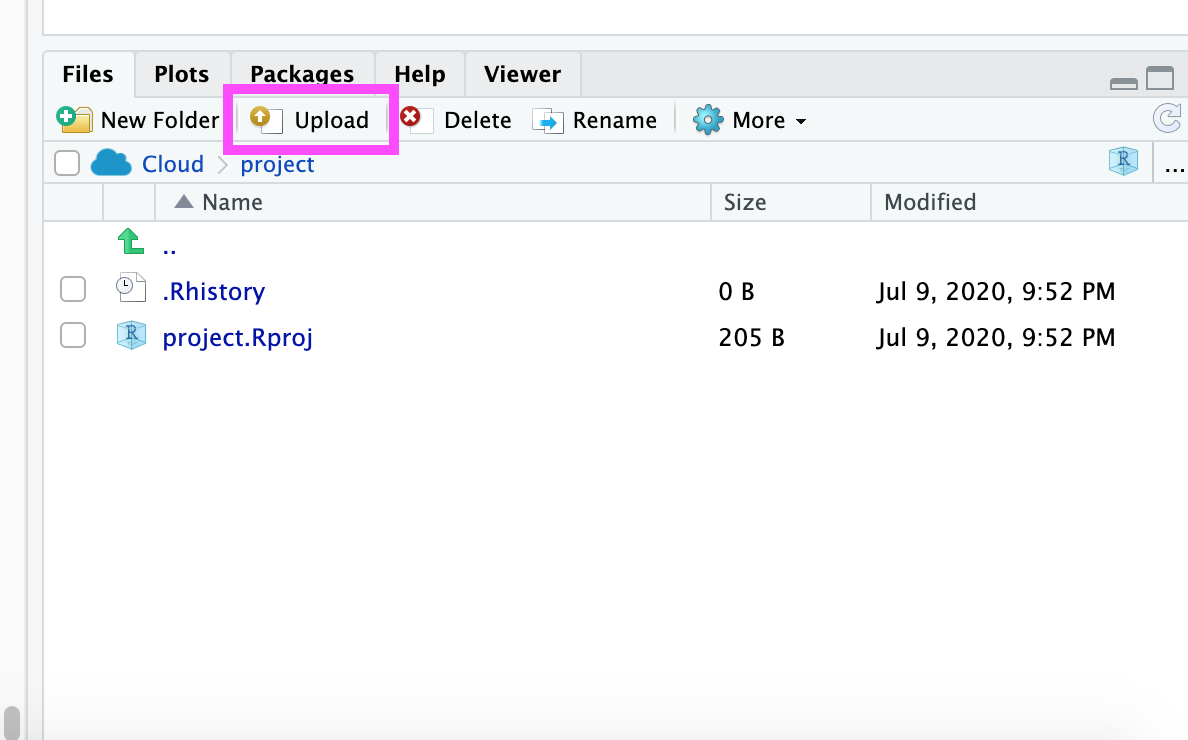 Files Plots Packages Help Viewer
New Folder Upload Delete Rename More
Cloud project R ...
Name Size Modified
..
.Rhistory 0 B Jul 9, 2020, 9:52 PM
R project.Rproj 205 B Jul 9, 2020, 9:52 PM